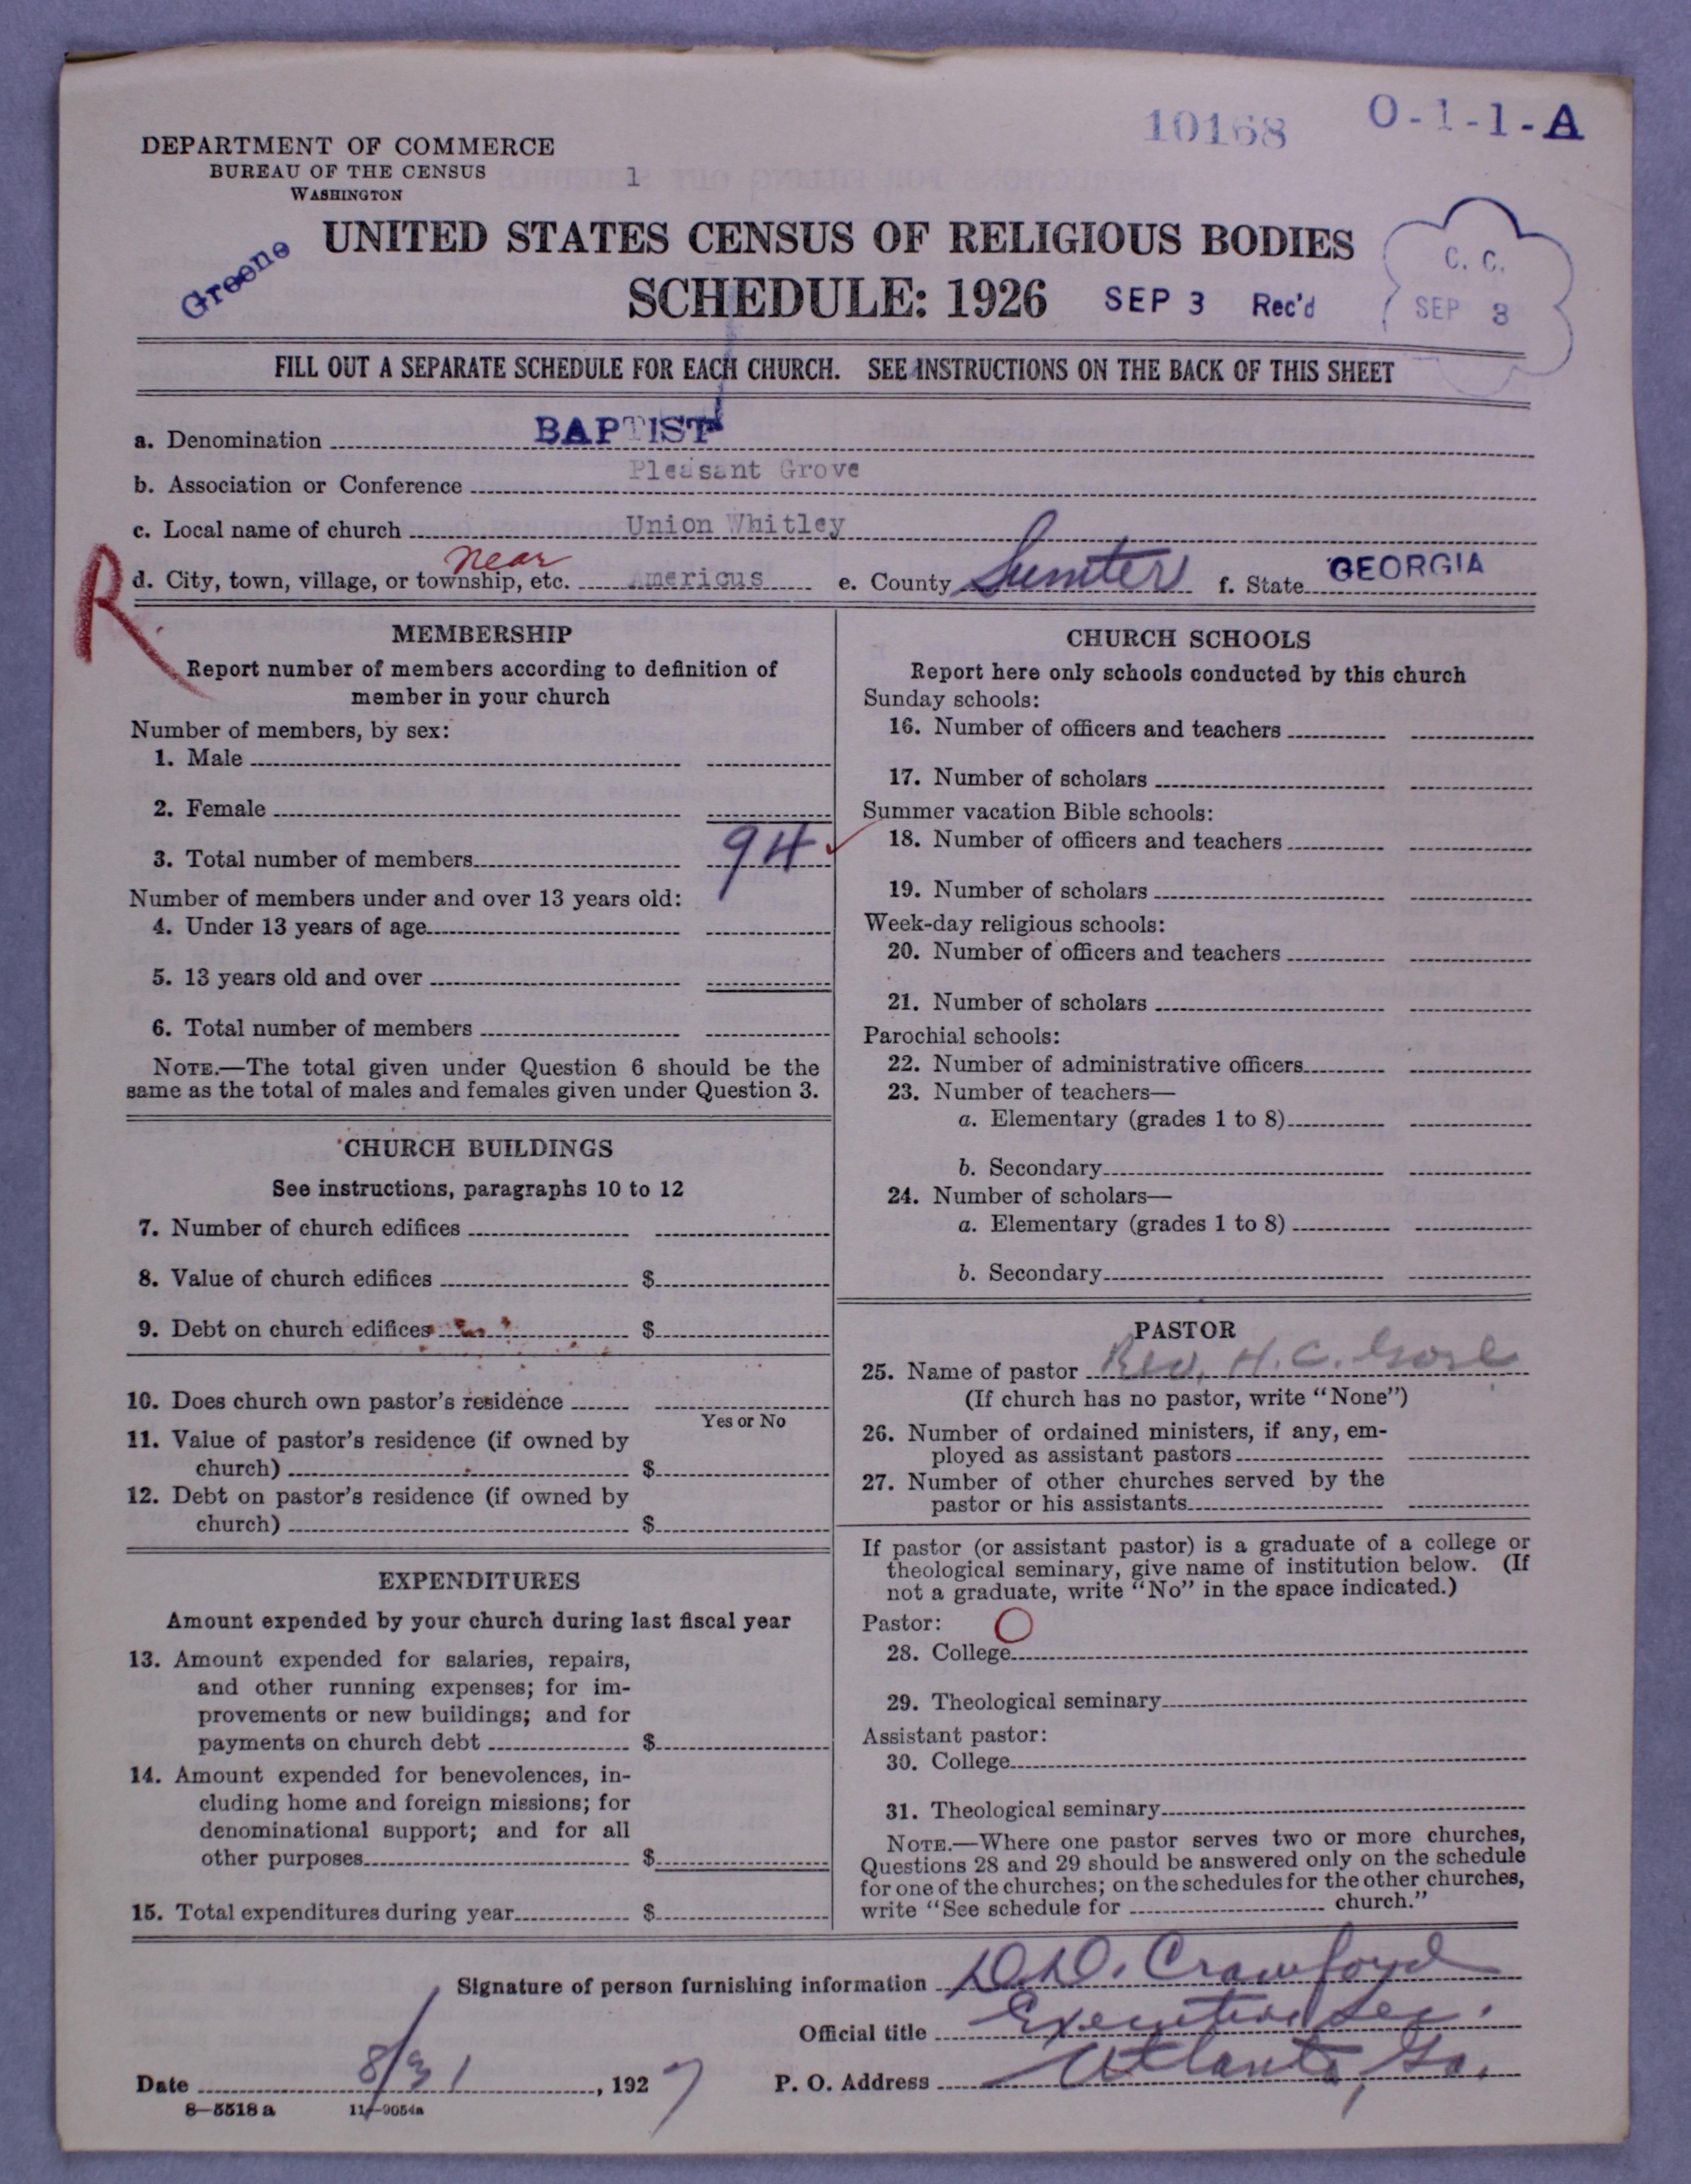 10168
O-1-1-A
DEPARTMENT OF COMMERCE
BUREAU OF THE CENSUS
WASHINGTON
1
Greene
UNITED STATES CENSUS OF RELIGIOUS BODIES
SCHEDULE: 1926
SEP 3 Rec'd
C. C.
SEP 3
FILL OUT A SEPARATE SCHEDULE FOR EACH CHURCH. SEE INSTRUCTIONS ON THE BACK OF THIS SHEET
a. Denomination BAPTIST
b. Association or Conference Pleasant Grove
c. Local name of church Union Whitley
near
R
d. City, town, village, or township, etc. Americus e. County Sumter f. State GEORGIA
MEMBERSHIP
Report number of members according to definition of
member in your church
Number of members, by sex:
1. Male
2. Female
3. Total number of members 94
Number of members under and over 13 years old:
4. Under 13 years of age
5. 13 years old and over
6. Total number of members
NOTE.—The total given under Question 6 should be the
same as the total of males and females given under Question 3.
CHURCH BUILDINGS
See instructions, paragraphs 10 to 12
7. Number of church edifices
8. Value of church edifices $
9. Debt on church edifices $
10. Does church own pastor's residence
Yes or No
11. Value of pastor's residence (if owned by
church) $
12. Debt on pastor's residence (if owned by
church) $
EXPENDITURES
Amount expended by your church during last fiscal year
13. Amount expended for salaries, repairs,
and other running expenses; for im-
provements or new buildings; and for
payments on church debt $
14. Amount expended for benevolences, in-
cluding home and foreign missions; for
denominational support; and for all
other purposes $
15. Total expenditures during year $
CHURCH SCHOOLS
Report here only schools conducted by this church
Sunday schools:
16. Number of officers and teachers
17. Number of scholars
Summer vacation Bible schools:
18. Number of officers and teachers
19. Number of scholars
Week-day religious schools:
20. Number of officers and teachers
21. Number of scholars
Parochial schools:
22. Number of administrative officers
23. Number of teachers—
a. Elementary (grades 1 to 8)
b. Secondary
24. Number of scholars—
a. Elementary (grades 1 to 8)
b. Secondary
PASTOR
25. Name of pastor Rev. H. C.
(If church has no pastor, write "None")
26. Number of ordained ministers, if any, em-
ployed as assistant pastors
27. Number of other churches served by the
pastor or his assistants
If pastor (or assistant pastor) is a graduate of a college or
theological seminary, give name of institution below. (If
not a graduate, write "No" in the space indicated.)
Pastor: O
28. College
29. Theological seminary
Assistant pastor:
30. College
31. Theological seminary
NOTE.—Where one pastor serves two or more churches,
Questions 28 and 29 should be answered only on the schedule
for one of the churches; on the schedules for the other churches,
write "See schedule for church."
Signature of person furnishing information D. D. Crawford
Official title Executive Sec.
Date 8/31, 1927 P. O. Address Atlanta, Ga.
8—5518 a 11—9054a